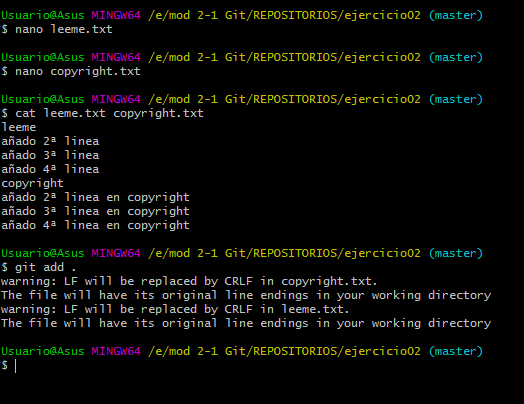 Usuario@Asus MINGW64 /e/mod 2-1 Git/REPOSITORIOS/ejercicio02 (master)
$ nano leeme.txt
Usuario@Asus MINGW64 /e/mod 2-1 Git/REPOSITORIOS/ejercicio02 (master)
$ nano copyright.txt
Usuario@Asus MINGW64 /e/mod 2-1 Git/REPOSITORIOS/ejercicio02 (master)
$ cat leeme.txt copyright.txt
leeme
añado 2ª linea
añado 3ª linea
añado 4ª linea
copyright
añado 2ª linea en copyright
añado 3ª linea en copyright
añado 4ª linea en copyright
Usuario@Asus MINGW64 /e/mod 2-1 Git/REPOSITORIOS/ejercicio02 (master)
$ git add .
warning: LF will be replaced by CRLF in copyright.txt.
The file will have its original line endings in your working directory
warning: LF will be replaced by CRLF in leeme.txt.
The file will have its original line endings in your working directory
Usuario@Asus MINGW64 /e/mod 2-1 Git/REPOSITORIOS/ejercicio02 (master)
$